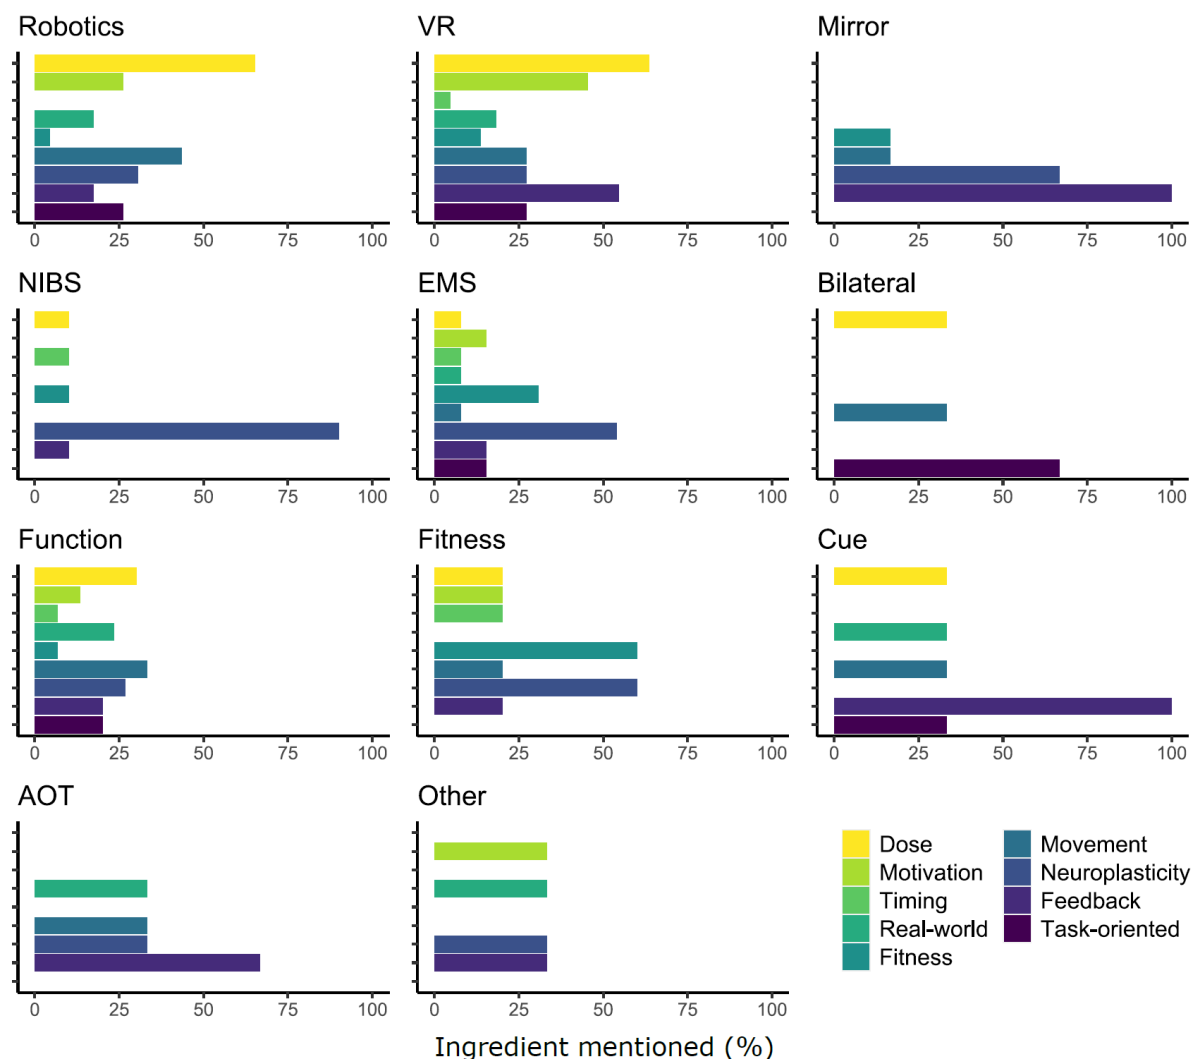 Robotics
VR
Mirror
0 25 50 75 100
0 25 50 75 100
0 25 50 75 100
NIBS
EMS
Bilateral
0 25 50 75 100
0 25 50 75 100
0 25 50 75 100
Function
Fitness
Cue
0 25 50 75 100
0 25 50 75 100
0 25 50 75 100
AOT
Other
0 25 50 75 100
0 25 50 75 100
Dose
Motivation
Timing
Real-world
Fitness
Movement
Neuroplasticity
Feedback
Task-oriented
Ingredient mentioned (%)